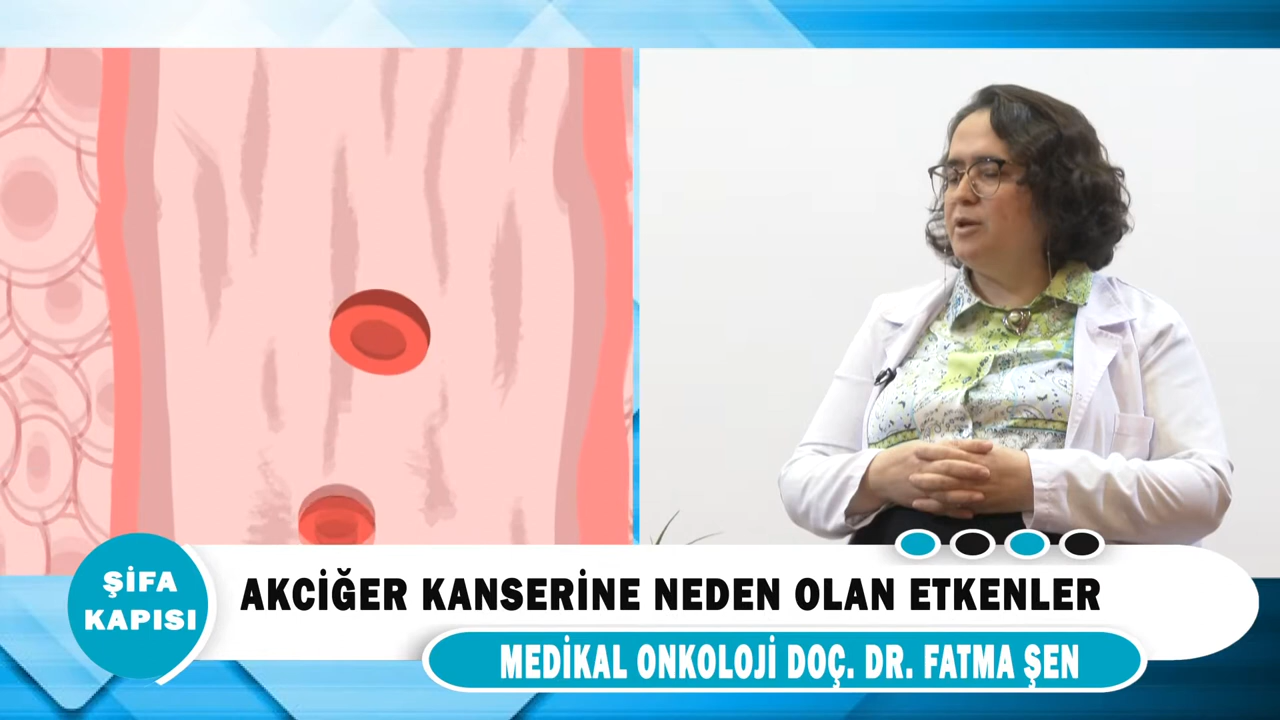 ŞİFA
KAPISI
AKCİĞER KANSERİNE NEDEN OLAN ETKENLER
MEDİKAL ONKOLOJİ DOÇ. DR. FATMA ŞEN